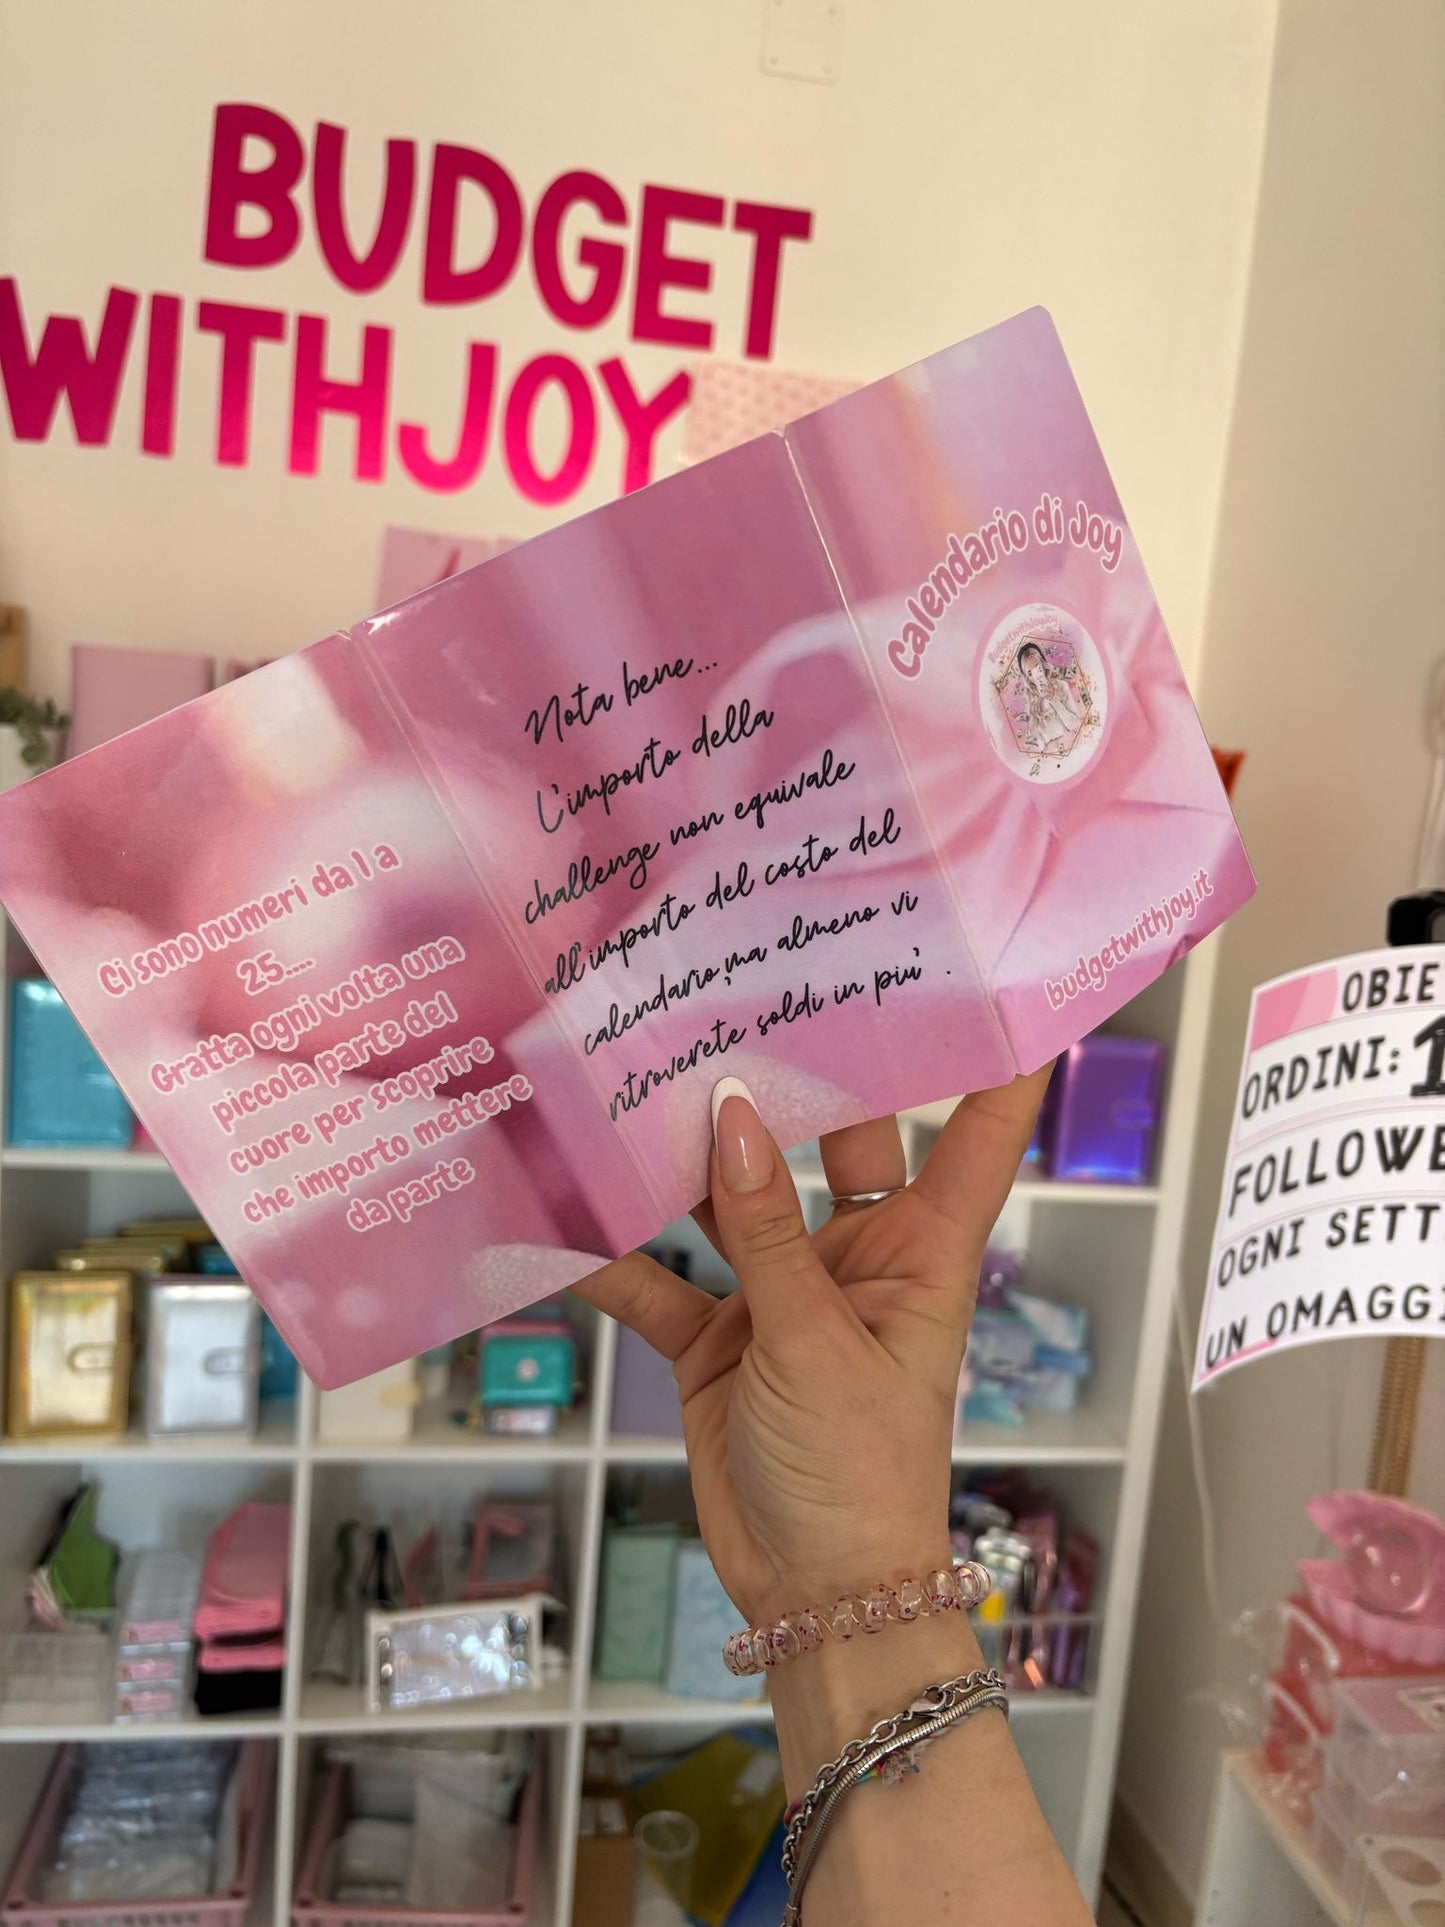 BUDGET
WITHJOY
Ci sono numeri da 1 a
25....
Gratta ogni volta una
piccola parte del
cuore per scoprire
che importo mettere
da parte
Nota bene...
L'importo della
challenge non equivale
all'importo del costo del
calendario,ma almeno vi
ritroverete soldi in piu' .
Calendario di Joy
budgetwithjoy.it
OBIE
ORDINI: 1
FOLLOWE
OGNI SETT
UN OMAGGI